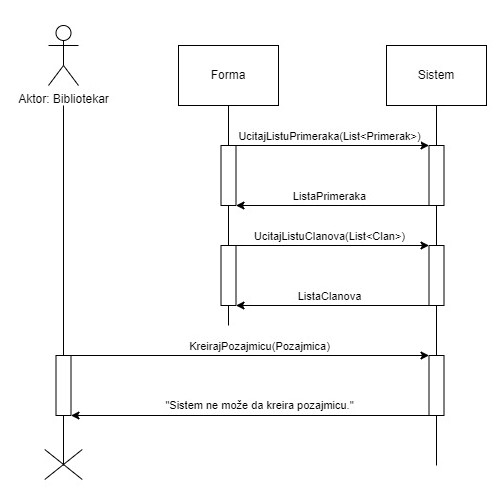 Aktor: Bibliotekar
Forma
Sistem
UcitajListuPrimeraka(List<Primerak>)
ListaPrimeraka
UcitajListuClanova(List<Clan>)
ListaClanova
KreirajPozajmicu(Pozajmica)
"Sistem ne može da kreira pozajmicu."